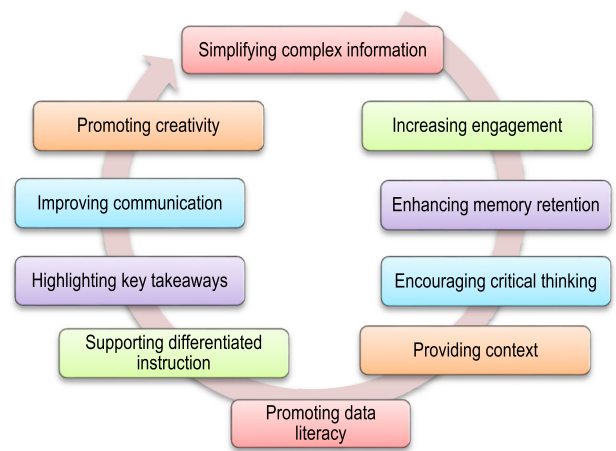 Simplifying complex information
Increasing engagement
Enhancing memory retention
Encouraging critical thinking
Providing context
Promoting data
literacy
Supporting differentiated
instruction
Highlighting key takeaways
Improving communication
Promoting creativity